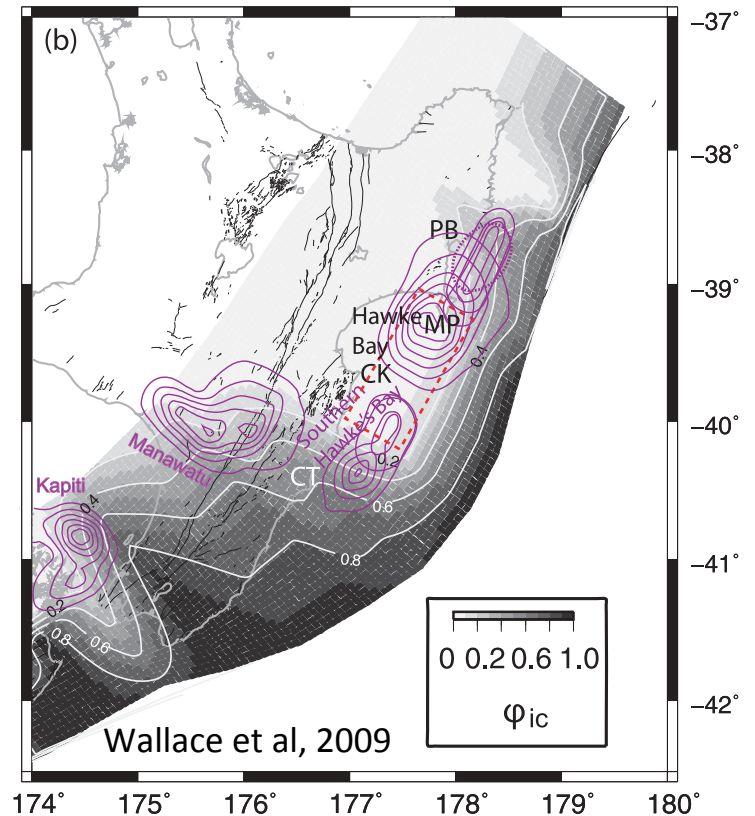 (b)
−37°
−38°
PB
−39°
Hawke
MP
Bay
CK
0.4
Southern
Hawke's Bay
−40°
Manawatu
0.2
CT
Kapiti
0.4
0.6
0.8
−41°
0.2
0.8
0.6
0 0.2 0.6 1.0
φic
−42°
Wallace et al, 2009
174° 175° 176° 177° 178° 179° 180°